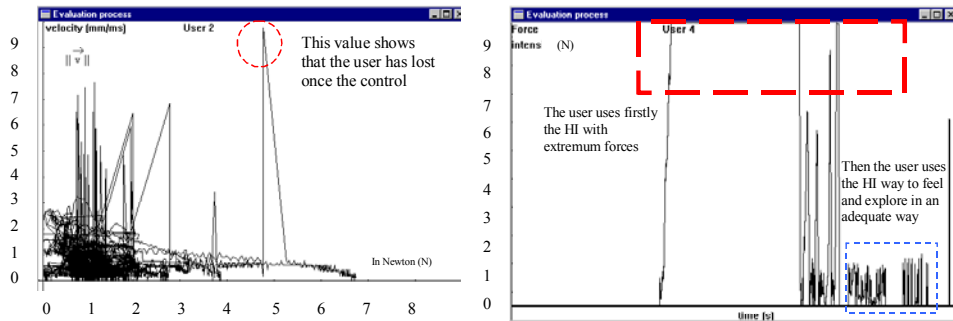 Evaluation process
velocity [mm/ms]
User 2
|| v ||
This value shows
that the user has lost
once the control
9
8
7
6
5
4
3
2
1
0
In Newton (N)
0 1 2 3 4 5 6 7 8
Evaluation process
Force
intens (N)
User 4
9
8
7
6
5
4
3
2
1
0
The user uses firstly
the HI with
extremum forces
Then the user uses
the HI way to feel
and explore in an
adequate way
time [s]